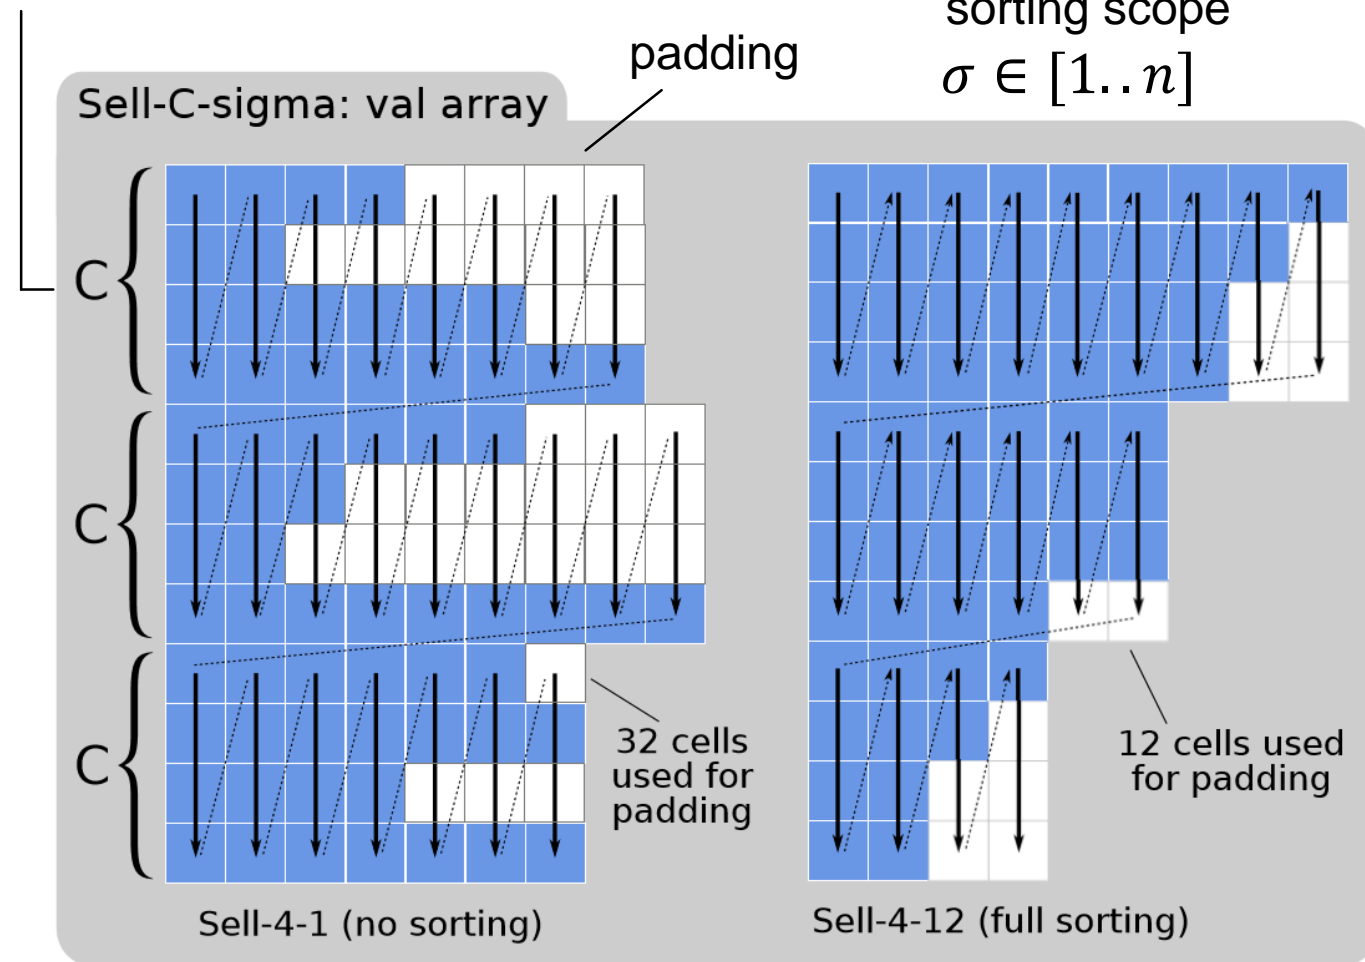 sorting scope
σ ∈ [1..n]
padding
Sell-C-sigma: val array
C
C
C
32 cells
used for
padding
12 cells used
for padding
Sell-4-1 (no sorting)
Sell-4-12 (full sorting)